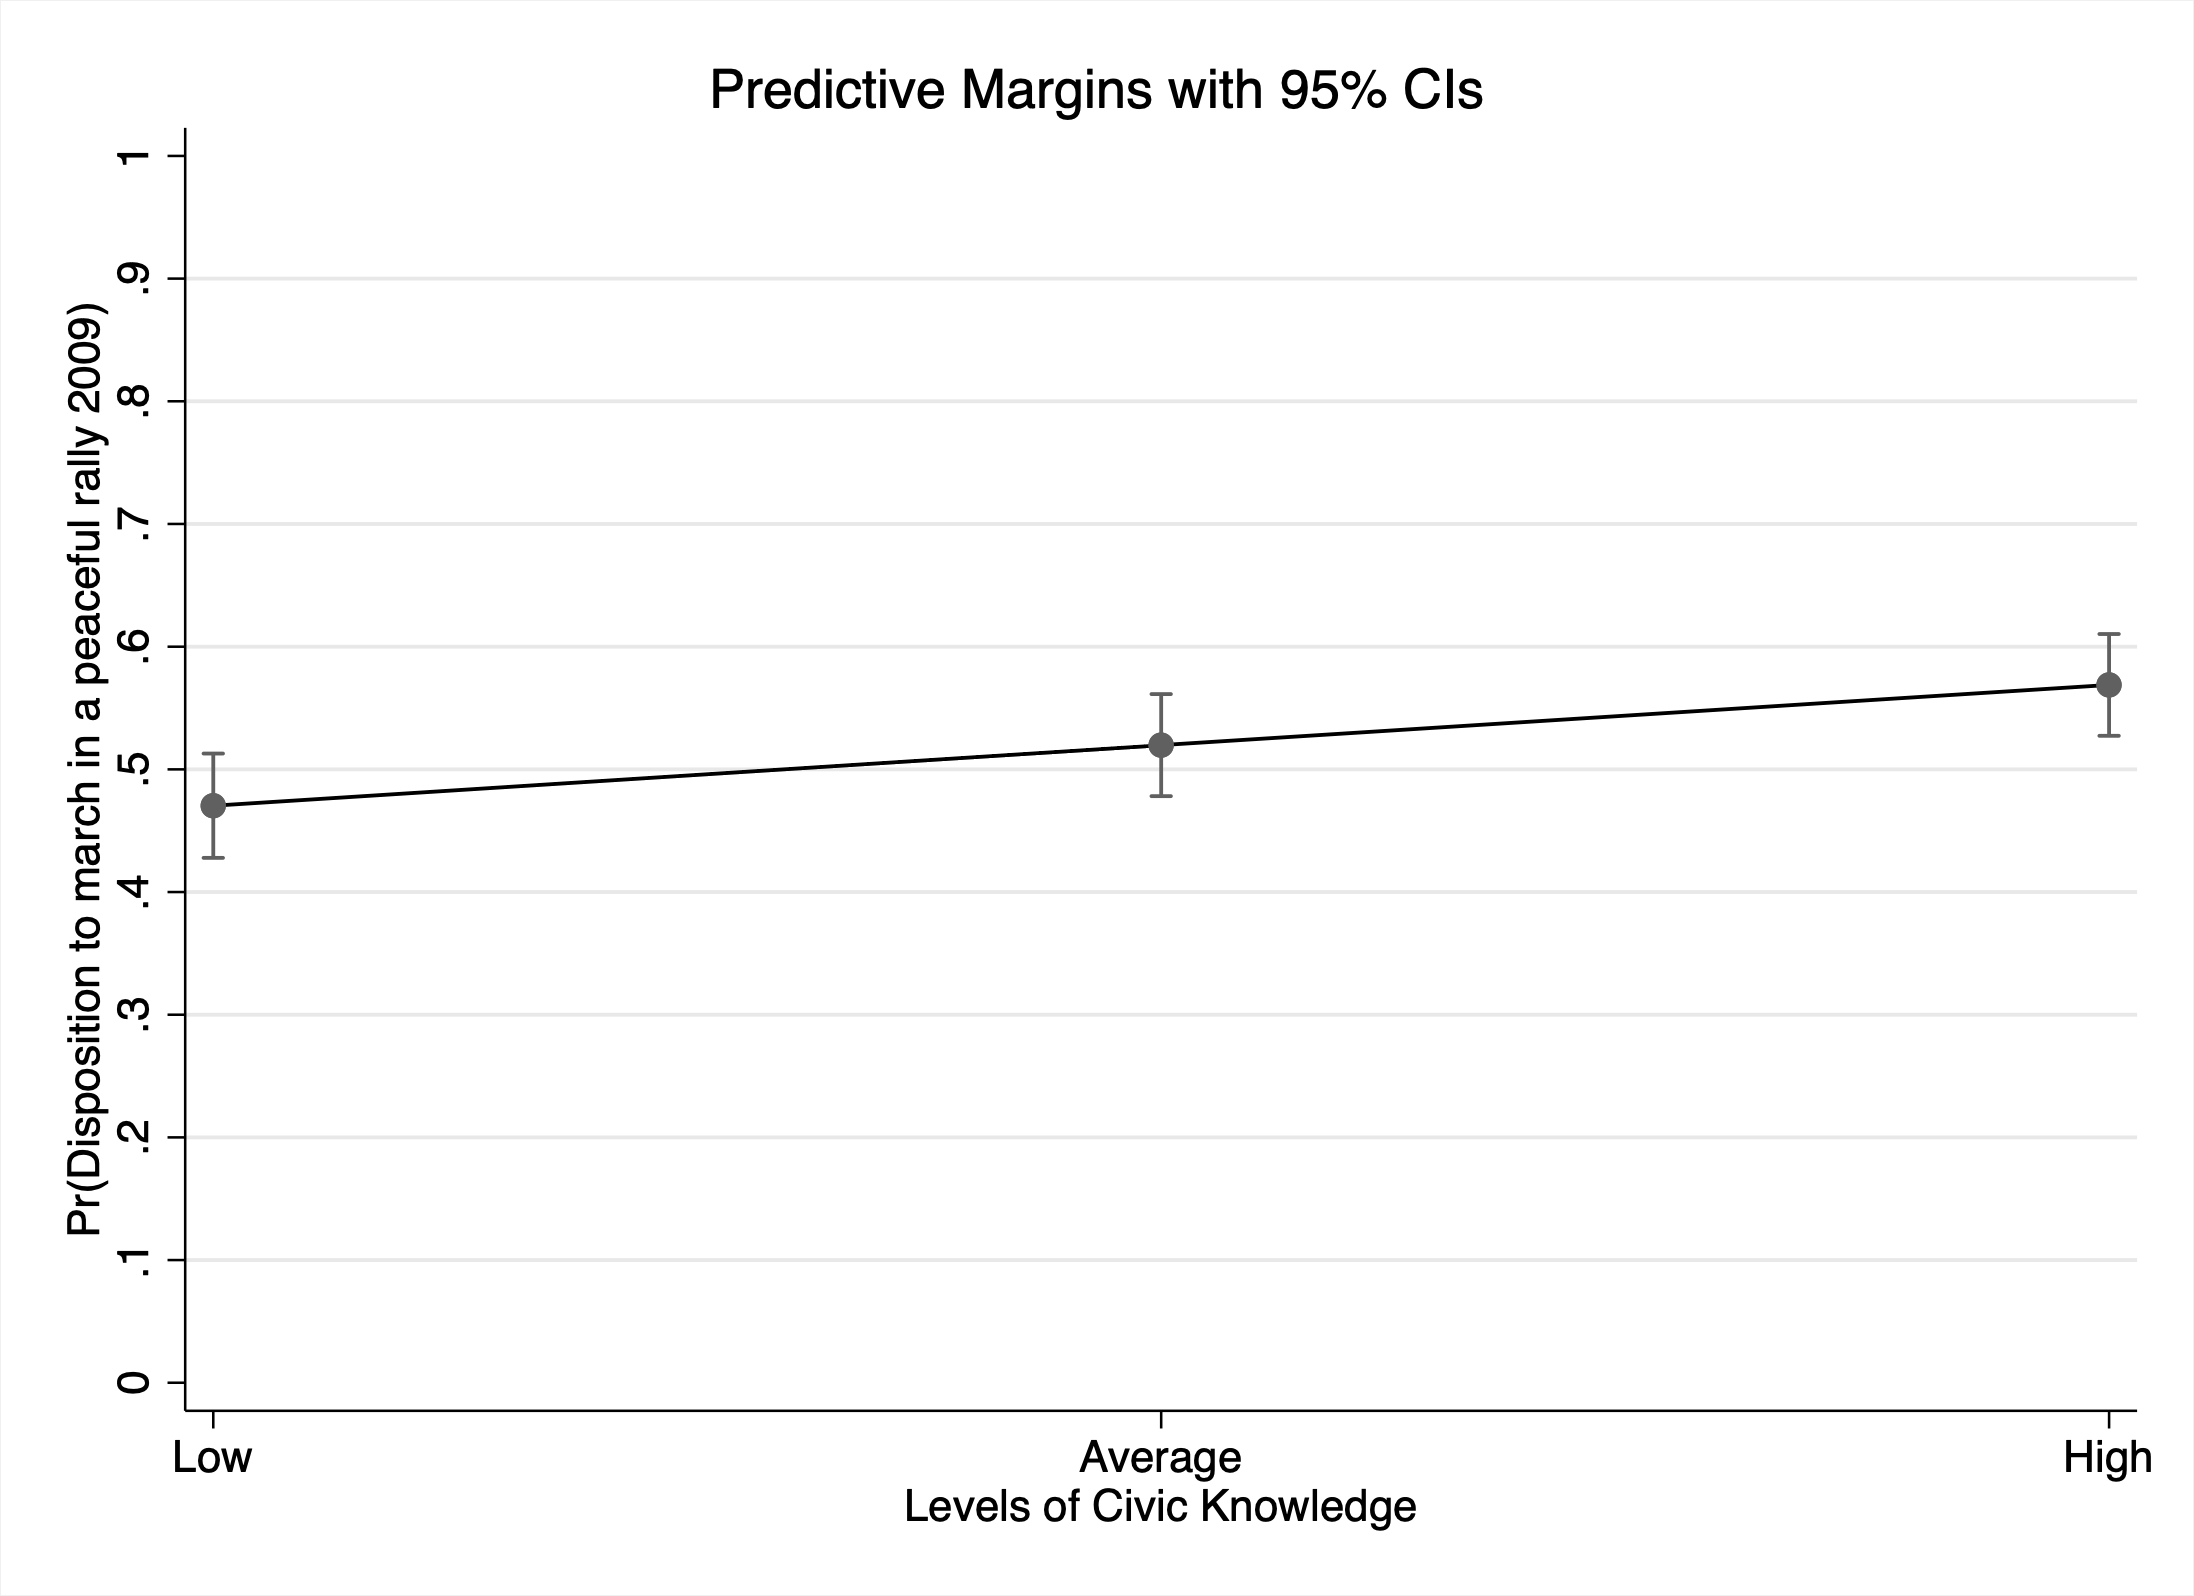 Predictive Margins with 95% CIs
Pr(Disposition to march in a peaceful rally 2009)
1
.9
.8
.7
.6
.5
.4
.3
.2
.1
0
Low
Average
High
Levels of Civic Knowledge